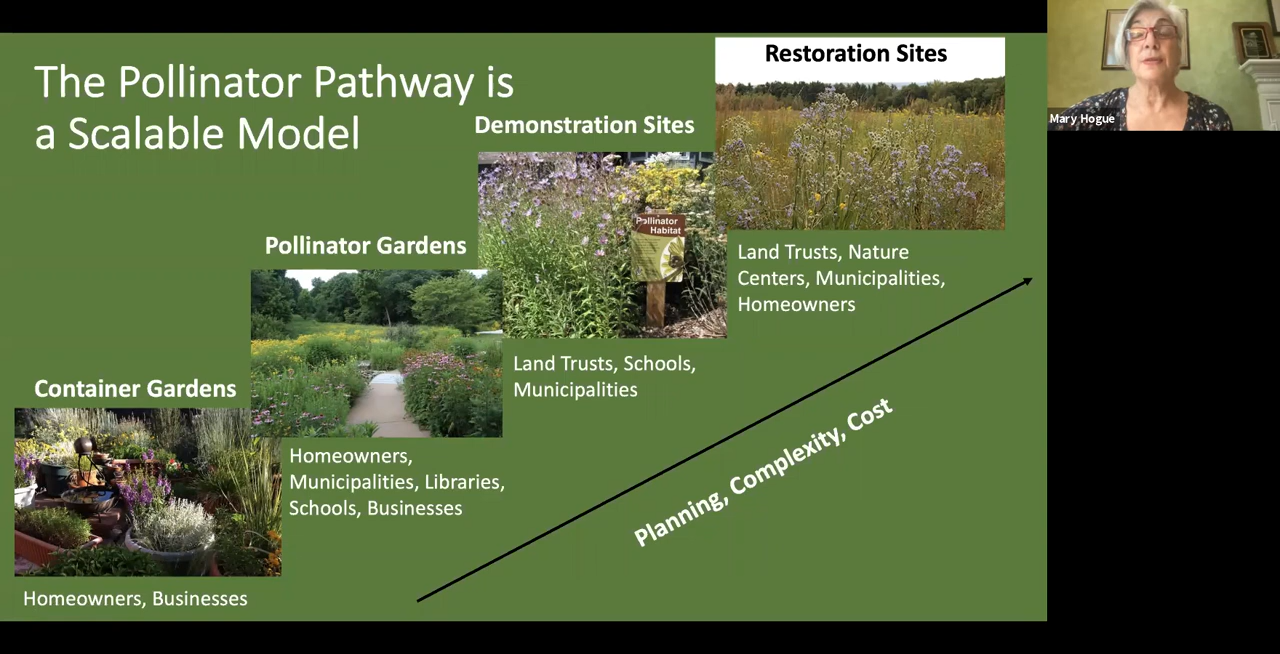 The Pollinator Pathway is
a Scalable Model
Restoration Sites
Demonstration Sites
Pollinator Gardens
Container Gardens
Pollinator
Habitat
Land Trusts, Nature
Centers, Municipalities,
Homeowners
Land Trusts, Schools,
Municipalities
Homeowners,
Municipalities, Libraries,
Schools, Businesses
Homeowners, Businesses
Planning, Complexity, Cost
Mary Hogue